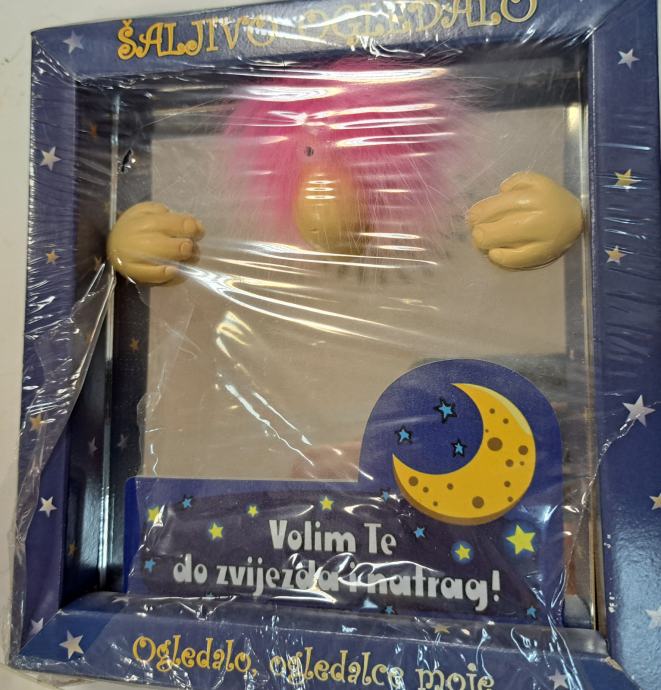 ŠALJIVO OGLEDALO
Volim Te
do zvijezda i natrag!
Ogledalo, ogledalce moje